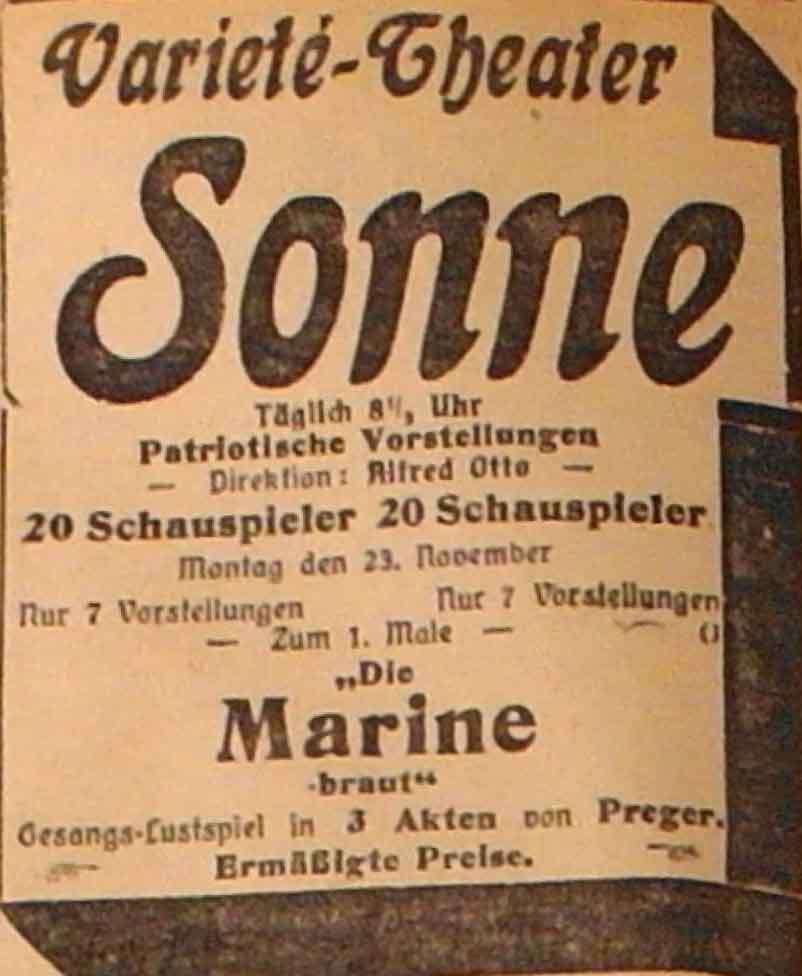 Varieté-Theater
Sonne
Täglich 8½ Uhr
Patriotische Vorstellungen
— Direktion: Alfred Otto —
20 Schauspieler 20 Schauspieler
Montag den 23. November
Nur 7 Vorstellungen Nur 7 Vorstellungen
— Zum 1. Male —
„Die
Marine
-braut“
Gesangs-Lustspiel in 3 Akten von Preger.
Ermäßigte Preise.